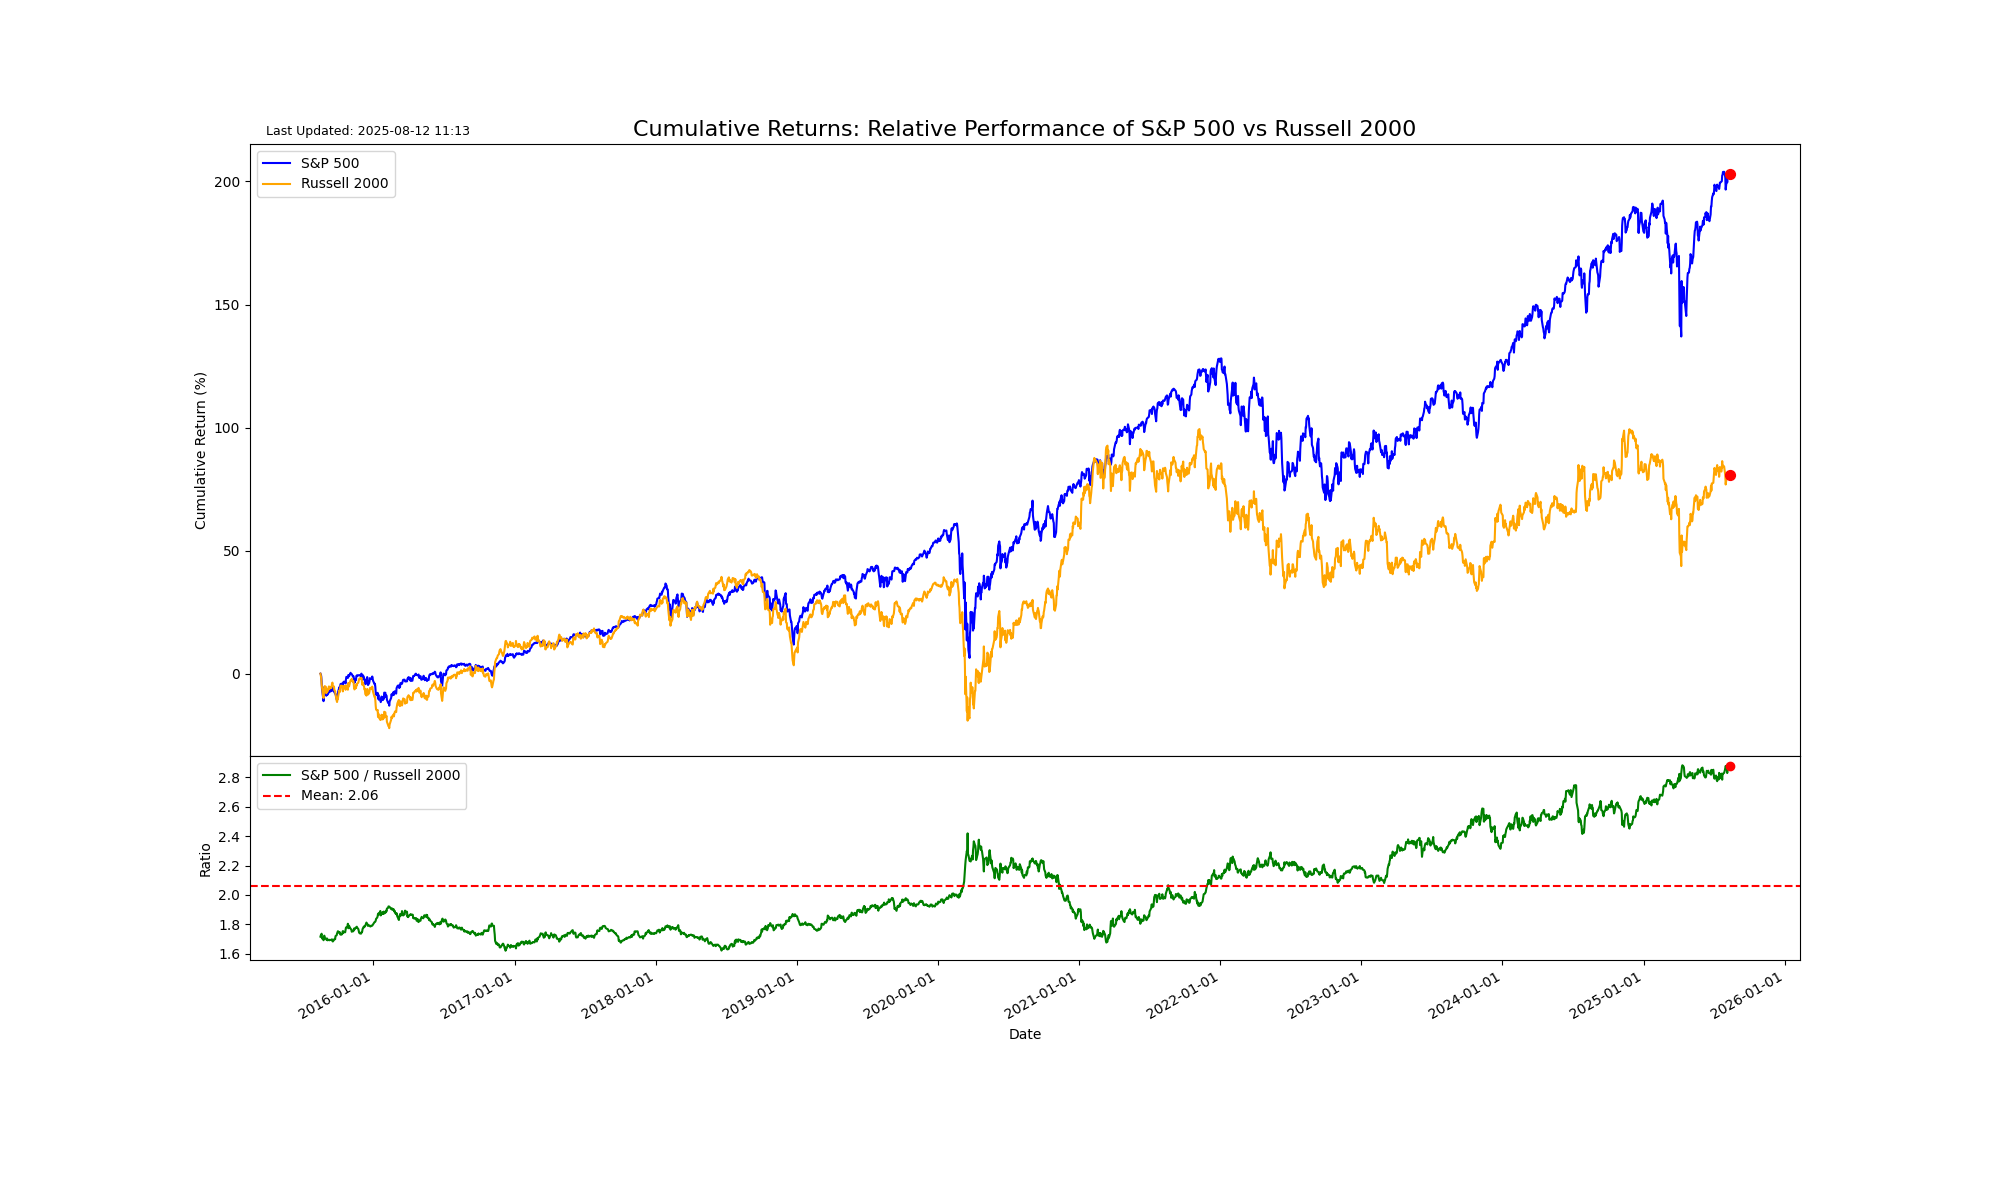 Last Updated: 2025-08-12 11:13
Cumulative Returns: Relative Performance of S&P 500 vs Russell 2000
S&P 500
Russell 2000
200
150
100
50
0
Cumulative Return (%)
S&P 500 / Russell 2000
Mean: 2.06
2.8
2.6
2.4
2.2
2.0
1.8
1.6
Ratio
2016-01-01
2017-01-01
2018-01-01
2019-01-01
2020-01-01
2021-01-01
2022-01-01
2023-01-01
2024-01-01
2025-01-01
2026-01-01
Date